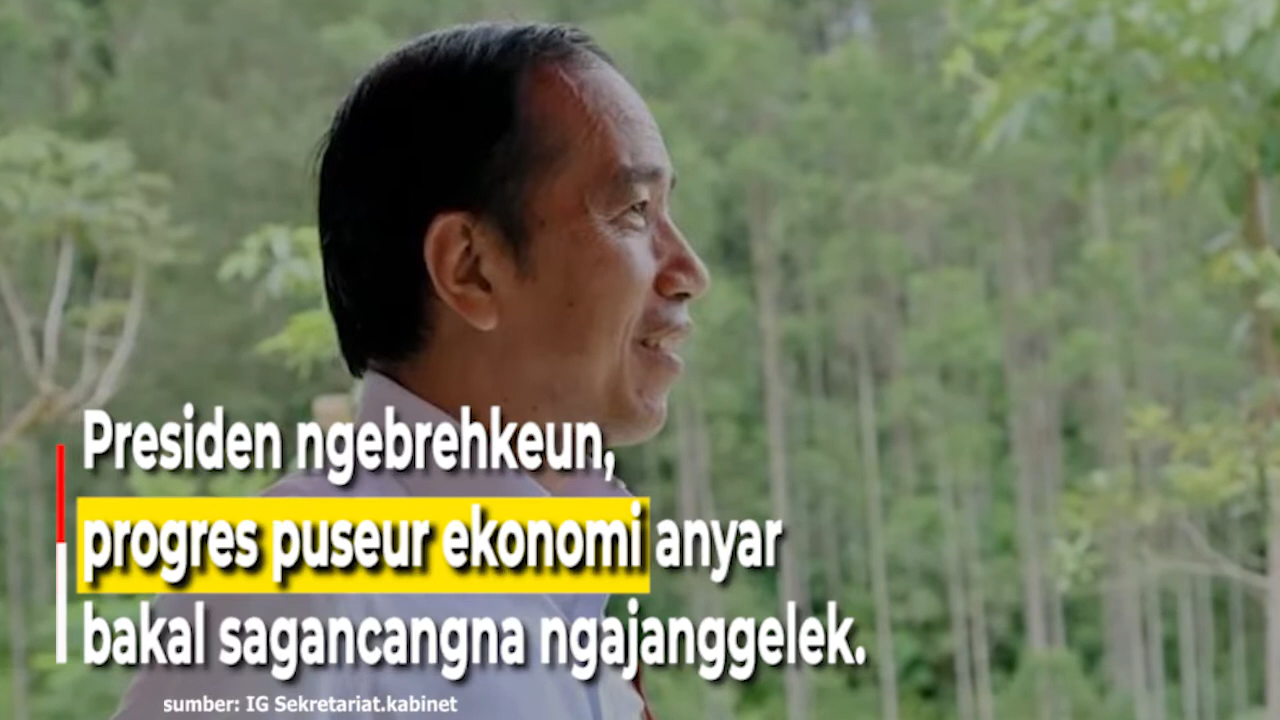 Presiden ngebrehkeun,
progres puseur ekonomi anyar
bakal sagancangna ngajanggelek.
sumber: IG Sekretariat.kabinet